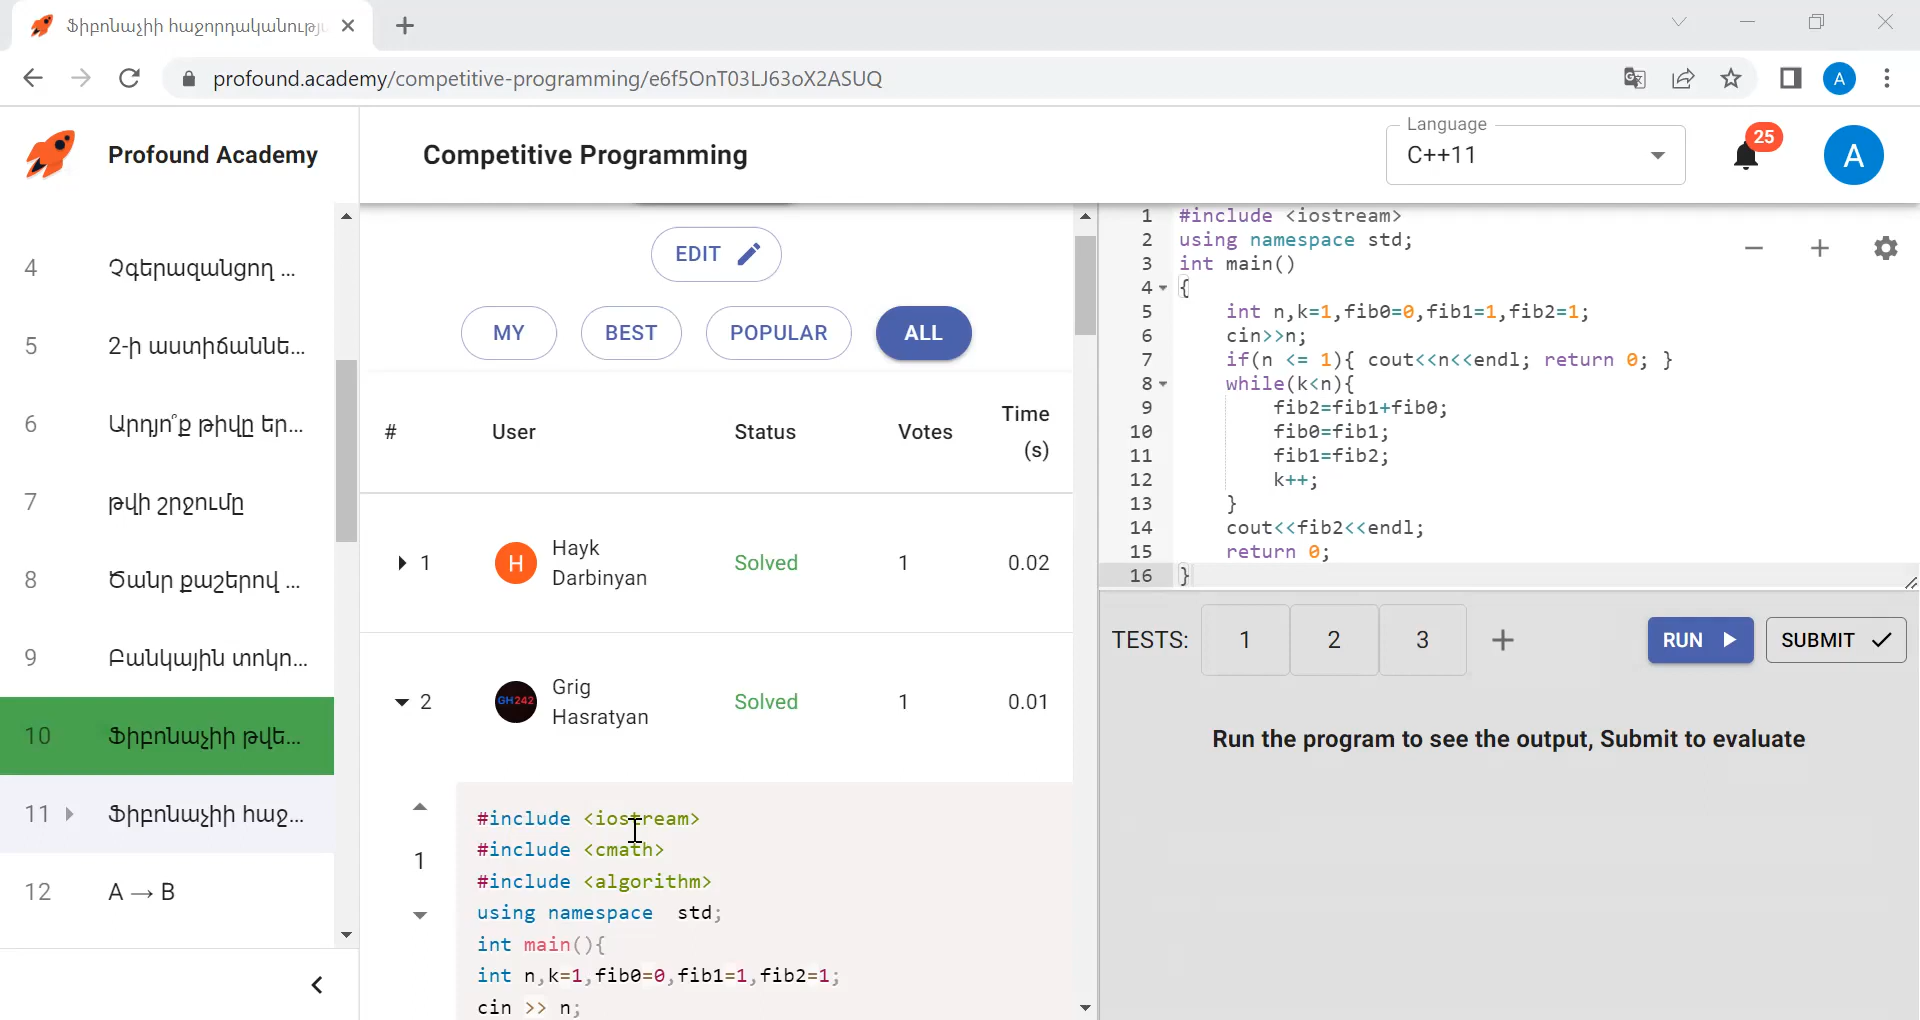 Ֆիբոնաչիի հաջորդականությա
profound.academy/competitive-programming/e6f5OnT03LJ63oX2ASUQ
A
Profound Academy
Competitive Programming
Language
C++11
25
A
4 Չգերազանցող ...
5 2-ի աստիճաննե...
6 Արդյո՞ք թիվը եր...
7 թվի շրջումը
8 Ծանր քաշերով ...
9 Բանկային տոկո...
10 Ֆիբոնաչիի թվե...
11 Ֆիբոնաչիի հաջ...
12 A → B
EDIT
MY BEST POPULAR ALL
# User Status Votes Time (s)
1 H Hayk Darbinyan Solved 1 0.02
2 GH242 Grig Hasratyan Solved 1 0.01
1
#include <iostream>
#include <cmath>
#include <algorithm>
using namespace  std;
int main(){
int n,k=1,fib0=0,fib1=1,fib2=1;
cin >> n;
1 #include <iostream>
2 using namespace std;
3 int main()
4 {
5     int n,k=1,fib0=0,fib1=1,fib2=1;
6     cin>>n;
7     if(n <= 1){ cout<<n<<endl; return 0; }
8     while(k<n){
9         fib2=fib1+fib0;
10         fib0=fib1;
11         fib1=fib2;
12         k++;
13     }
14     cout<<fib2<<endl;
15     return 0;
16 }
TESTS: 1 2 3 + RUN SUBMIT
Run the program to see the output, Submit to evaluate